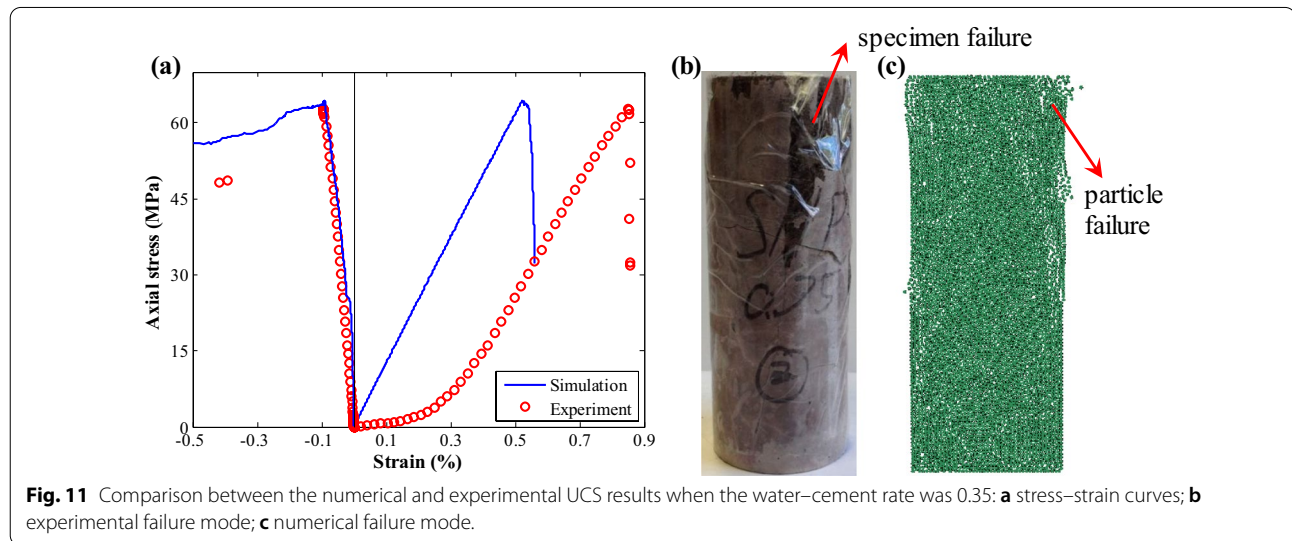 specimen failure
(a)
(b)
(c)
60
45
30
15
0
Axial stress (MPa)
-0.5
-0.3
-0.1
0.1
0.3
0.5
0.7
0.9
Strain (%)
Simulation
Experiment
0.35
particle
failure
Fig. 11 Comparison between the numerical and experimental UCS results when the water–cement rate was 0.35: a stress–strain curves; b
experimental failure mode; c numerical failure mode.